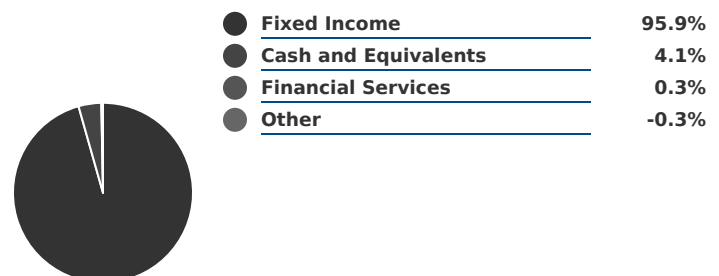 Fixed Income 95.9%
Cash and Equivalents 4.1%
Financial Services 0.3%
Other -0.3%